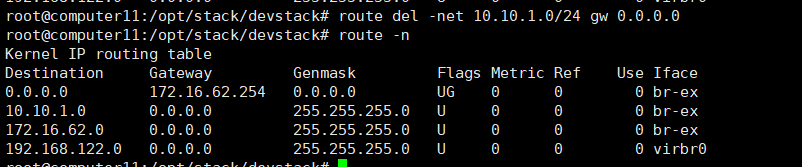 root@computer11:/opt/stack/devstack# route del -net 10.10.1.0/24 gw 0.0.0.0
root@computer11:/opt/stack/devstack# route -n
Kernel IP routing table
Destination     Gateway         Genmask         Flags Metric Ref    Use Iface
0.0.0.0         172.16.62.254   0.0.0.0         UG    0      0        0 br-ex
10.10.1.0       0.0.0.0         255.255.255.0   U     0      0        0 br-ex
172.16.62.0     0.0.0.0         255.255.255.0   U     0      0        0 br-ex
192.168.122.0   0.0.0.0         255.255.255.0   U     0      0        0 virbr0
root@computer11:/opt/stack/devstack#